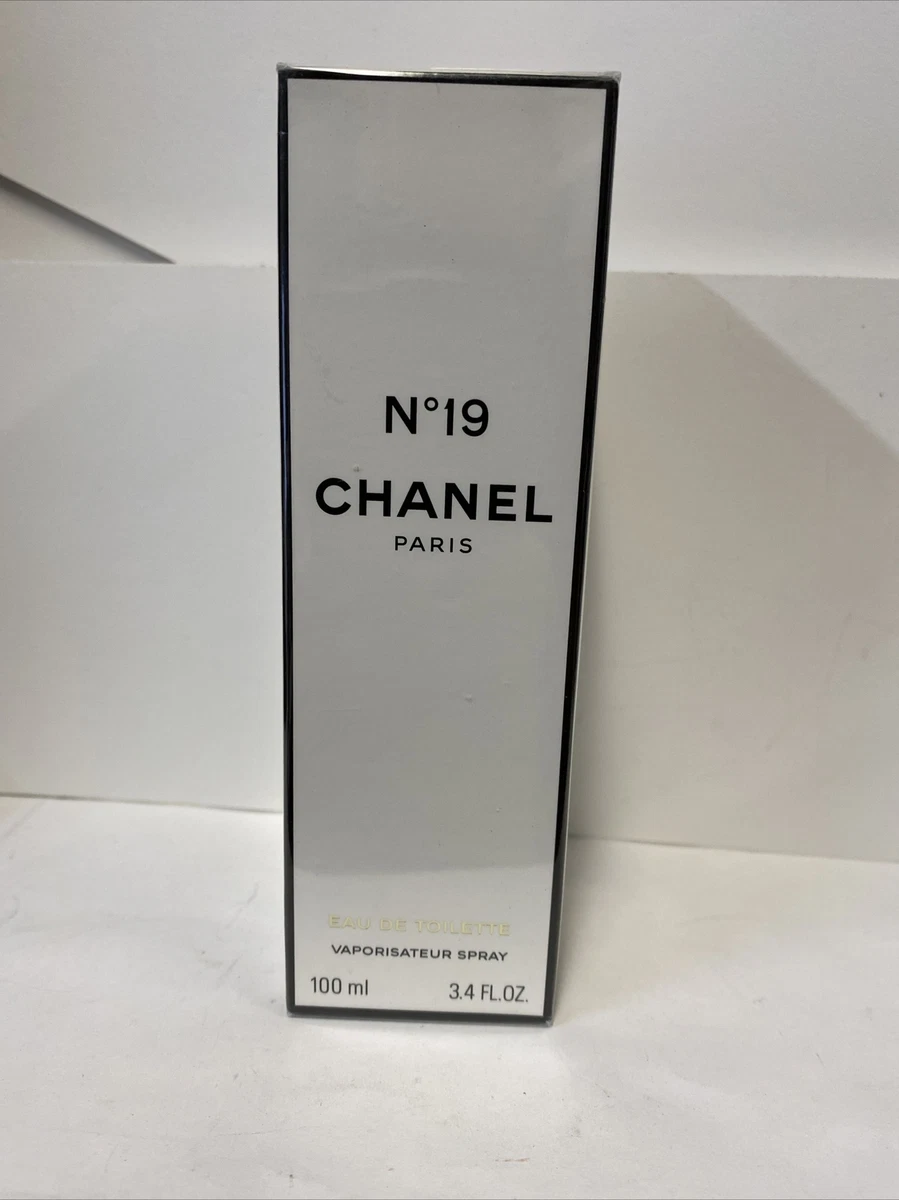 N°19
CHANEL
PARIS
EAU DE TOILETTE
VAPORISATEUR SPRAY
100 ml 3.4 FL.OZ.